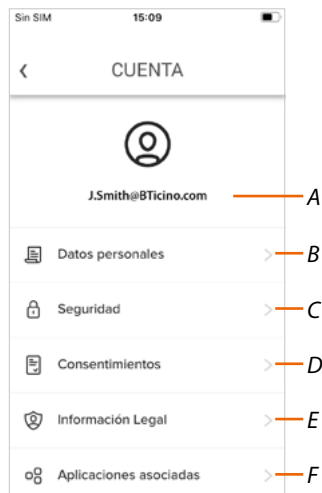 Sin SIM 15:09
CUENTA
J.Smith@BTicino.com
A
Datos personales
B
Seguridad
C
Consentimientos
D
Información Legal
E
Aplicaciones asociadas
F